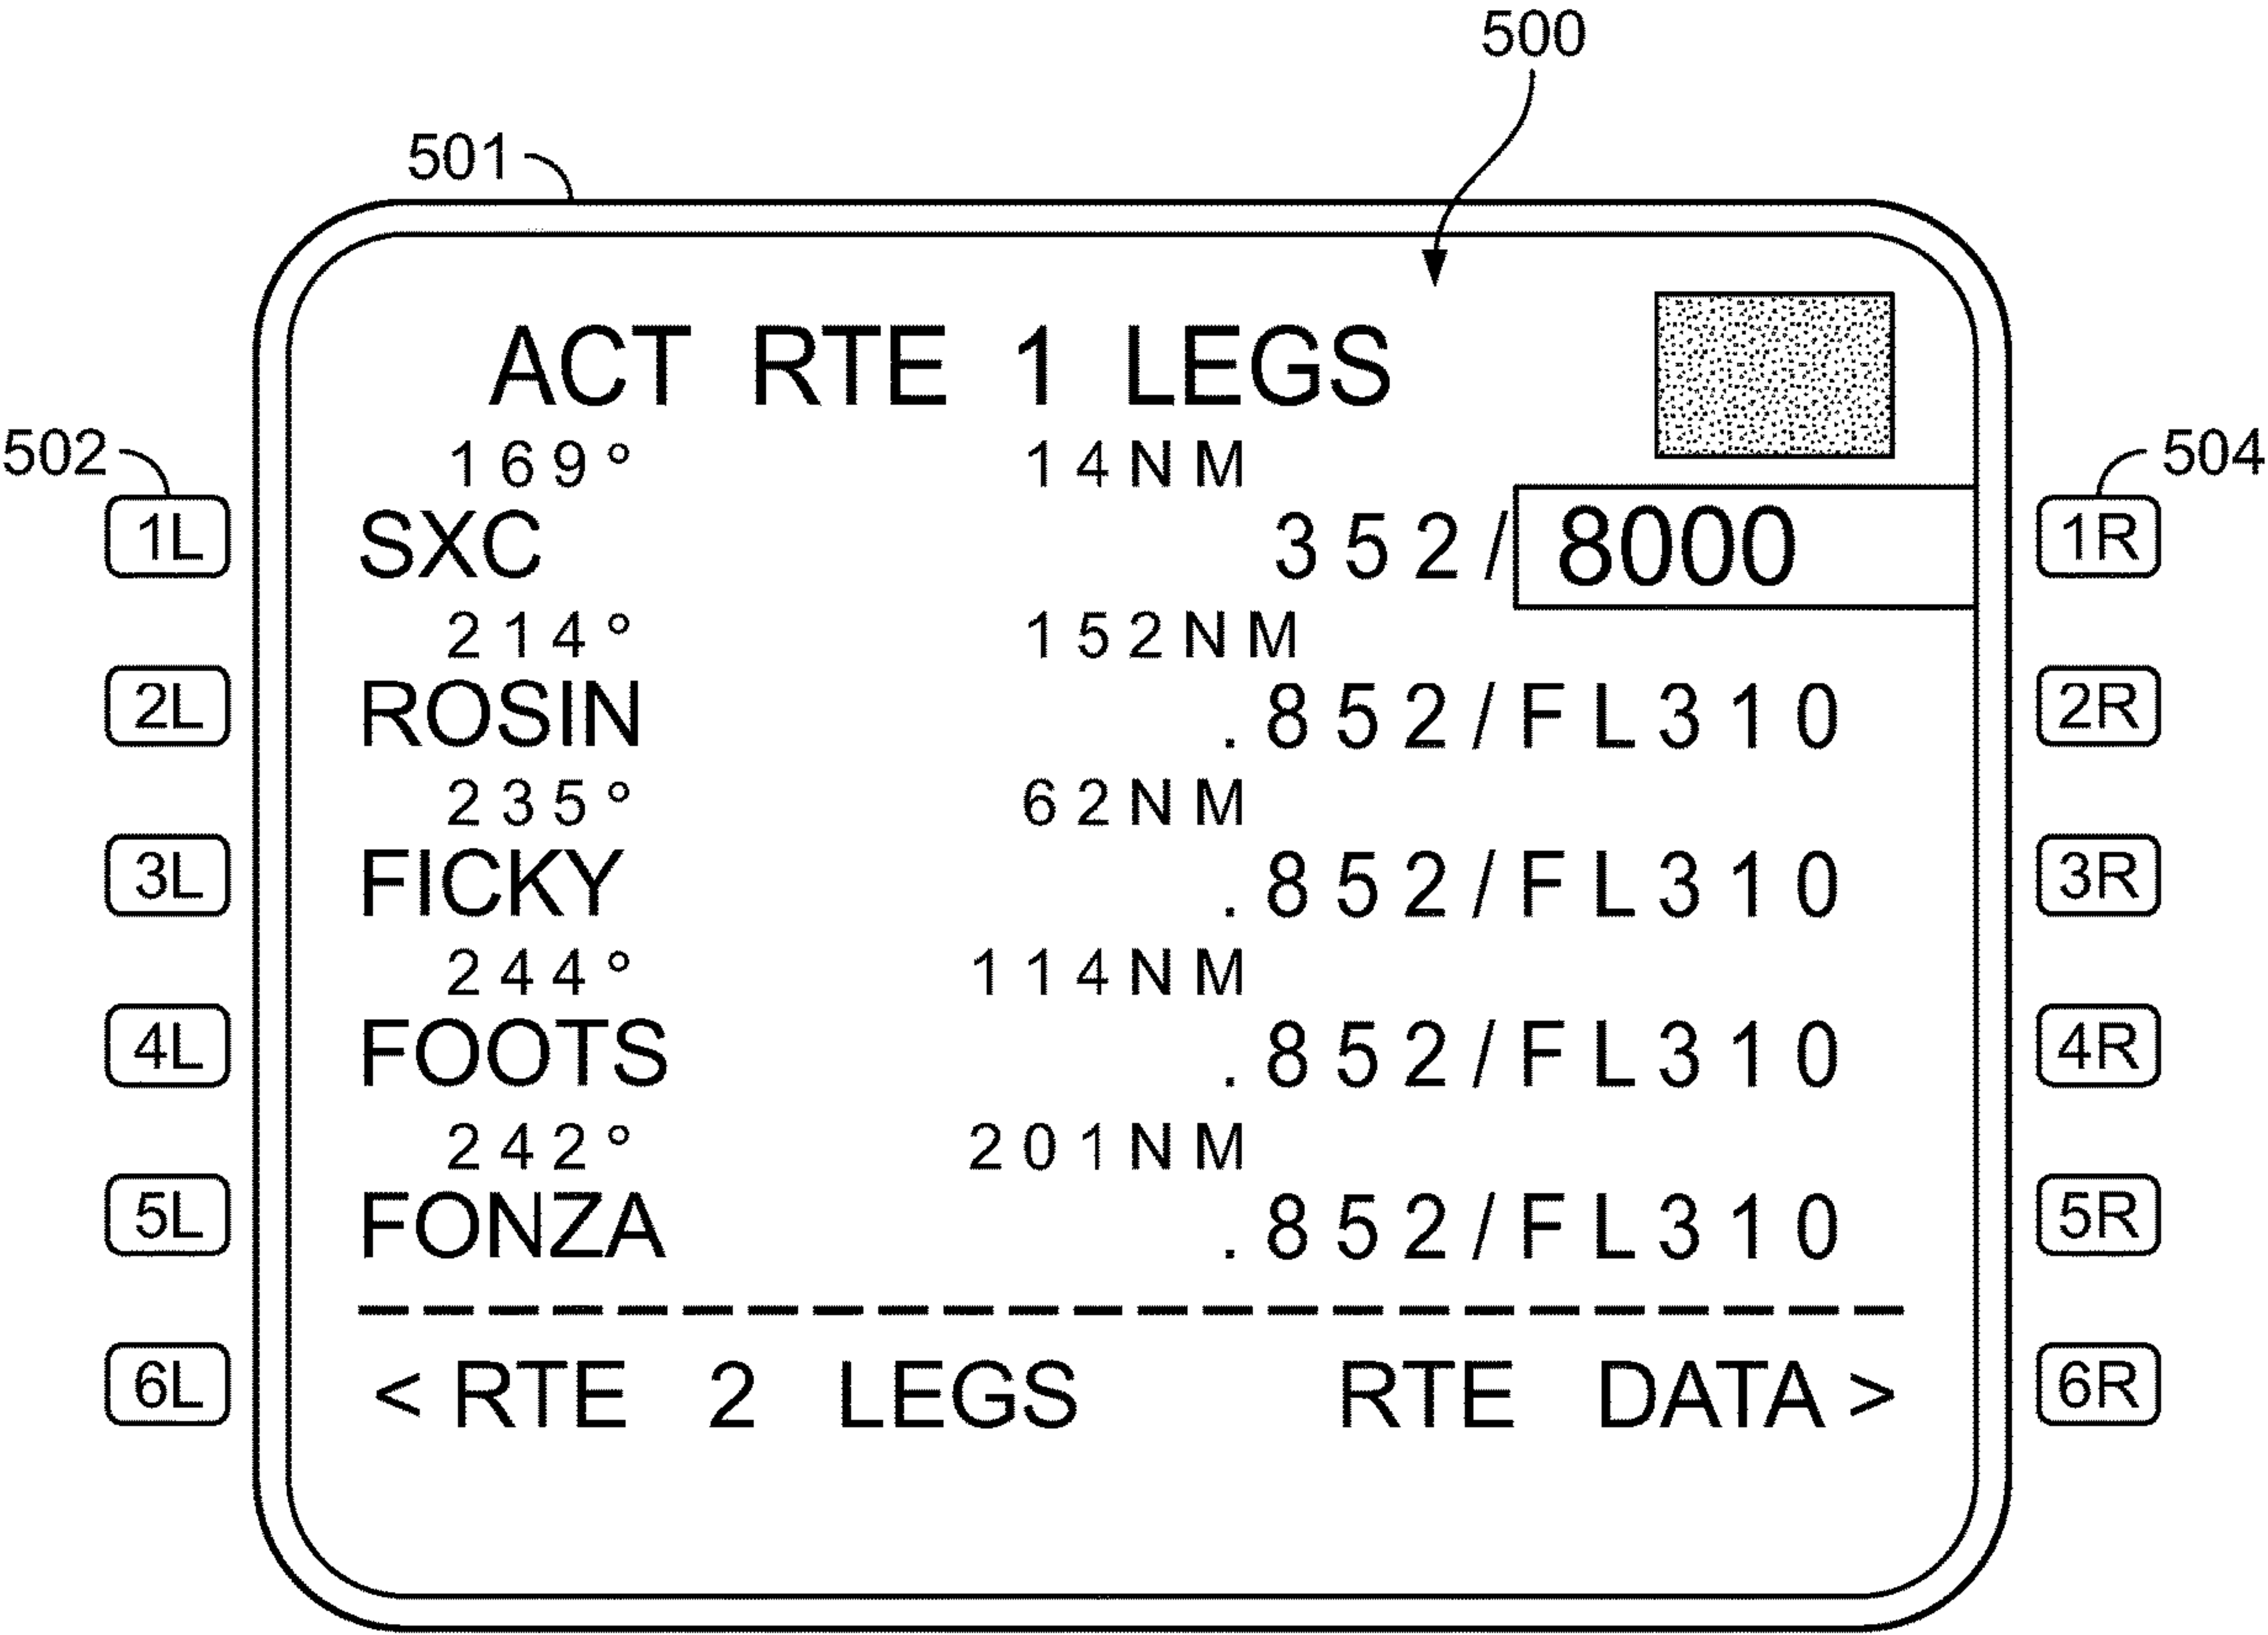 500
501
ACT RTE 1 LEGS
169° 14NM
502 504
1L SXC 352/ 8000 1R
214° 152NM
2L ROSIN .852/FL310 2R
235° 62NM
3L FICKY .852/FL310 3R
244° 114NM
4L FOOTS .852/FL310 4R
242° 201NM
5L FONZA .852/FL310 5R
6L < RTE 2 LEGS RTE DATA > 6R